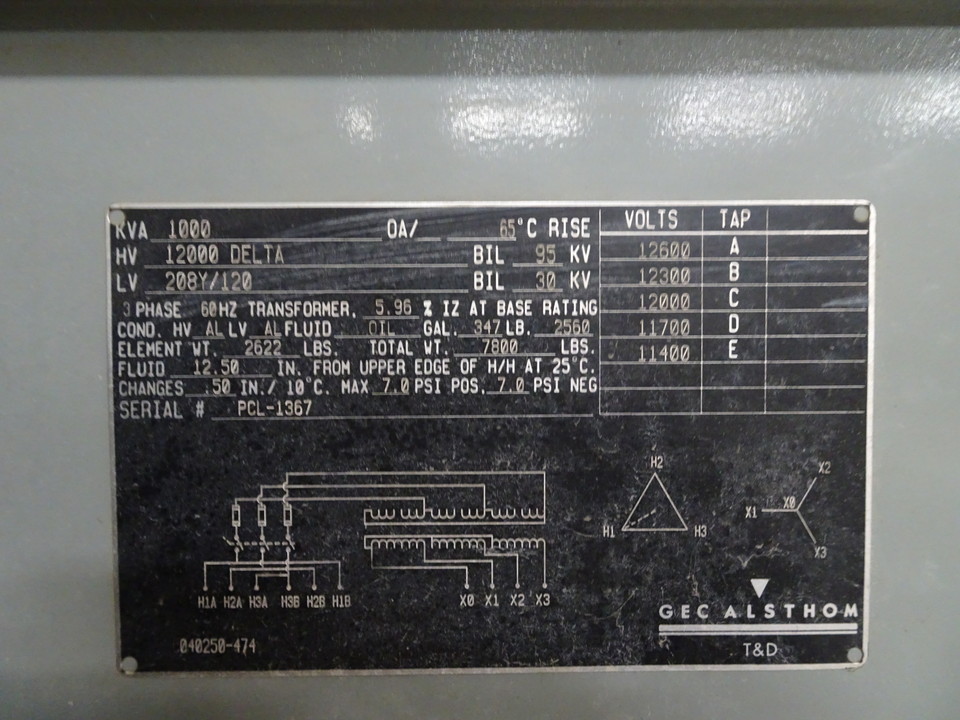 KVA 1000 OA/ 65°C RISE
HV 12000 DELTA BIL 95 KV
LV 208Y/120 BIL 30 KV
3 PHASE 60HZ TRANSFORMER, 5.96 % IZ AT BASE RATING
COND. HV AL LV AL FLUID OIL GAL. 347 LB. 2560
ELEMENT WT. 2622 LBS. TOTAL WT. 7800 LBS.
FLUID 12.50 IN. FROM UPPER EDGE OF H/H AT 25°C.
CHANGES .50 IN./ 10°C. MAX 7.0 PSI POS, 7.0 PSI NEG
SERIAL # PCL-1367
VOLTS TAP
12600 A
12300 B
12000 C
11700 D
11400 E
H1A H2A H3A H3B H2B H1B
X0 X1 X2 X3
H2
H1 H3
X2
X1 X0
X3
GEC ALSTHOM
T&D
040250-474